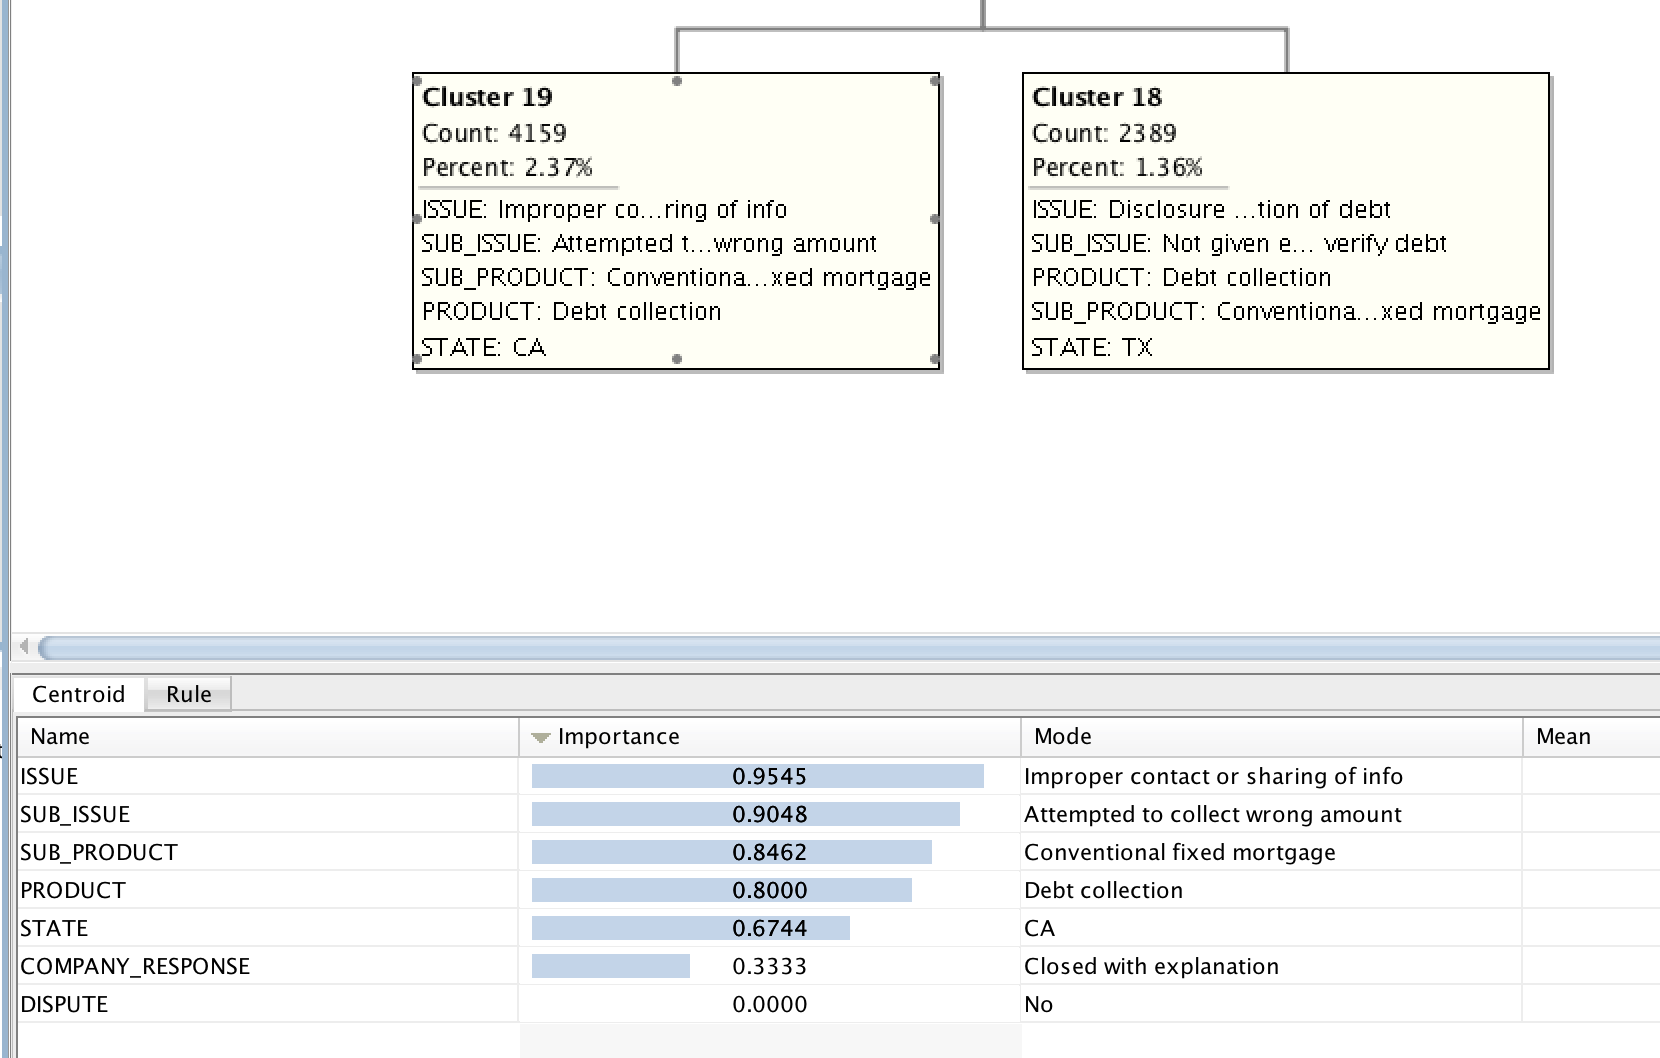 Cluster 19
Count: 4159
Percent: 2.37%
ISSUE: Improper co...ring of info
SUB_ISSUE: Attempted t...wrong amount
SUB_PRODUCT: Conventiona...xed mortgage
PRODUCT: Debt collection
STATE: CA
Cluster 18
Count: 2389
Percent: 1.36%
ISSUE: Disclosure ...tion of debt
SUB_ISSUE: Not given e... verify debt
PRODUCT: Debt collection
SUB_PRODUCT: Conventiona...xed mortgage
STATE: TX
Centroid Rule
Name Importance Mode Mean
ISSUE 0.9545 Improper contact or sharing of info
SUB_ISSUE 0.9048 Attempted to collect wrong amount
SUB_PRODUCT 0.8462 Conventional fixed mortgage
PRODUCT 0.8000 Debt collection
STATE 0.6744 CA
COMPANY_RESPONSE 0.3333 Closed with explanation
DISPUTE 0.0000 No